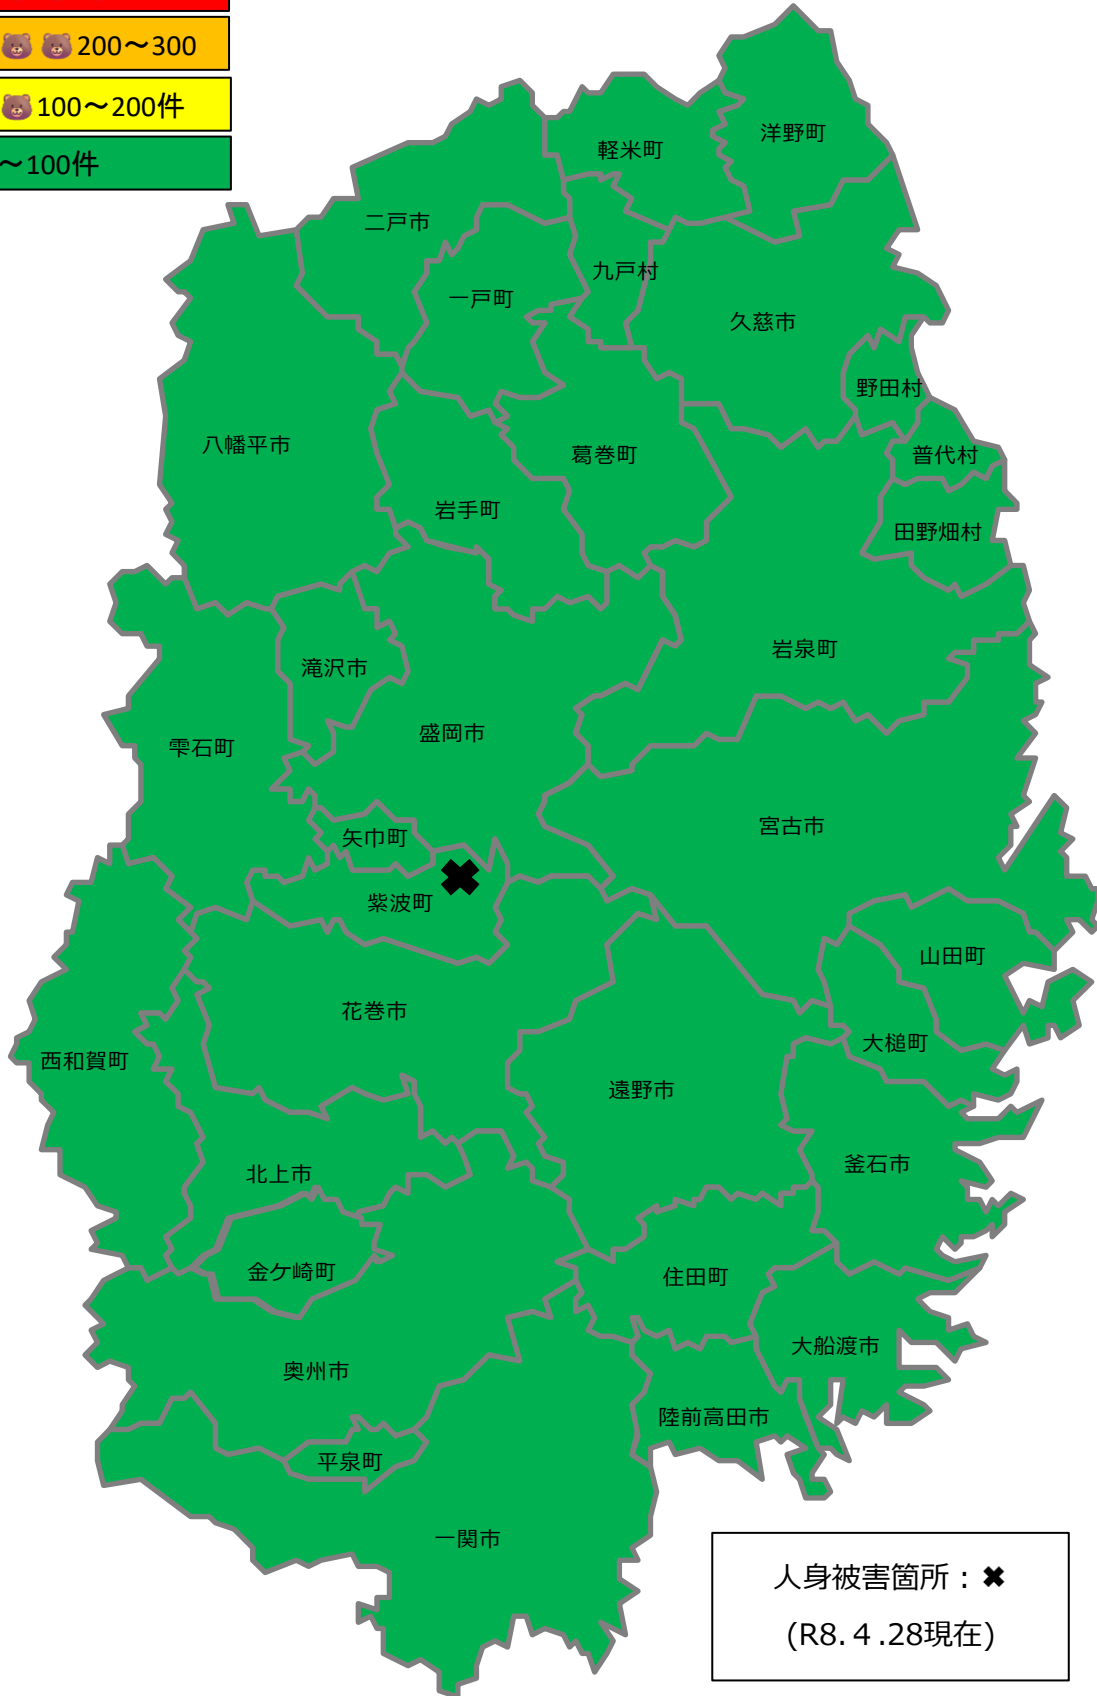 200～300
100～200件
～100件
洋野町
軽米町
二戸市
九戸村
一戸町
久慈市
野田村
八幡平市
葛巻町
普代村
岩手町
田野畑村
岩泉町
滝沢市
盛岡市
雫石町
宮古市
矢巾町
紫波町
山田町
花巻市
大槌町
西和賀町
遠野市
釜石市
北上市
金ケ崎町
住田町
大船渡市
奥州市
陸前高田市
平泉町
一関市
人身被害箇所：✖
(R8.４.28現在)